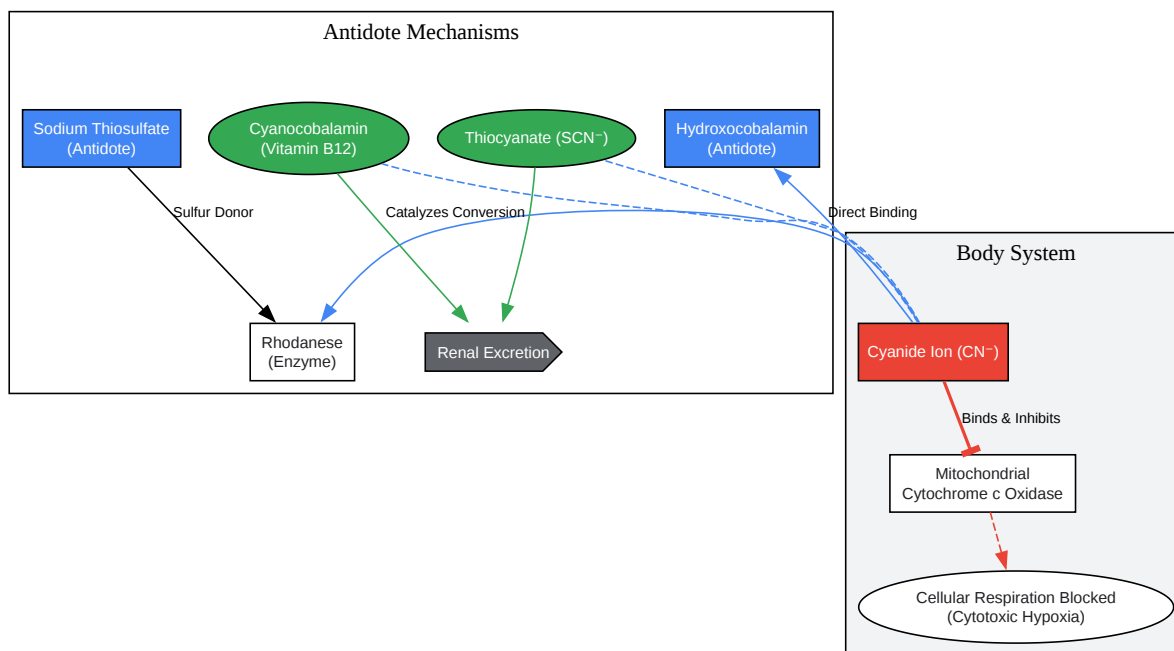 Antidote Mechanisms
Sodium Thiosulfate
(Antidote)
Cyanocobalamin
(Vitamin B12)
Thiocyanate (SCN⁻)
Hydroxocobalamin
(Antidote)
Sulfur Donor
Catalyzes Conversion
Direct Binding
Body System
Rhodanese
(Enzyme)
Renal Excretion
Cyanide Ion (CN⁻)
Binds & Inhibits
Mitochondrial
Cytochrome c Oxidase
Cellular Respiration Blocked
(Cytotoxic Hypoxia)